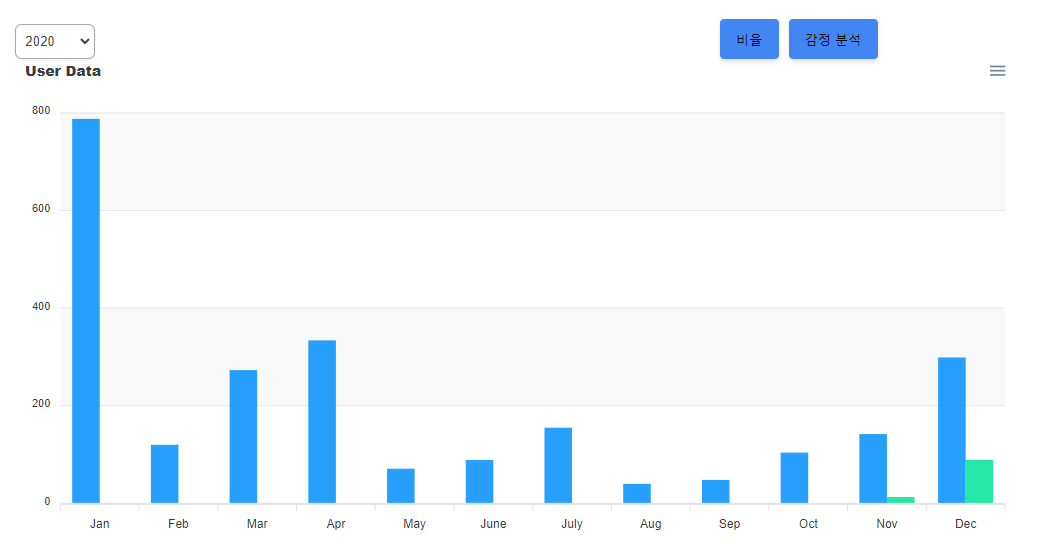 2020
비율
감정 분석
User Data
800
600
400
200
0
Jan Feb Mar Apr May June July Aug Sep Oct Nov Dec